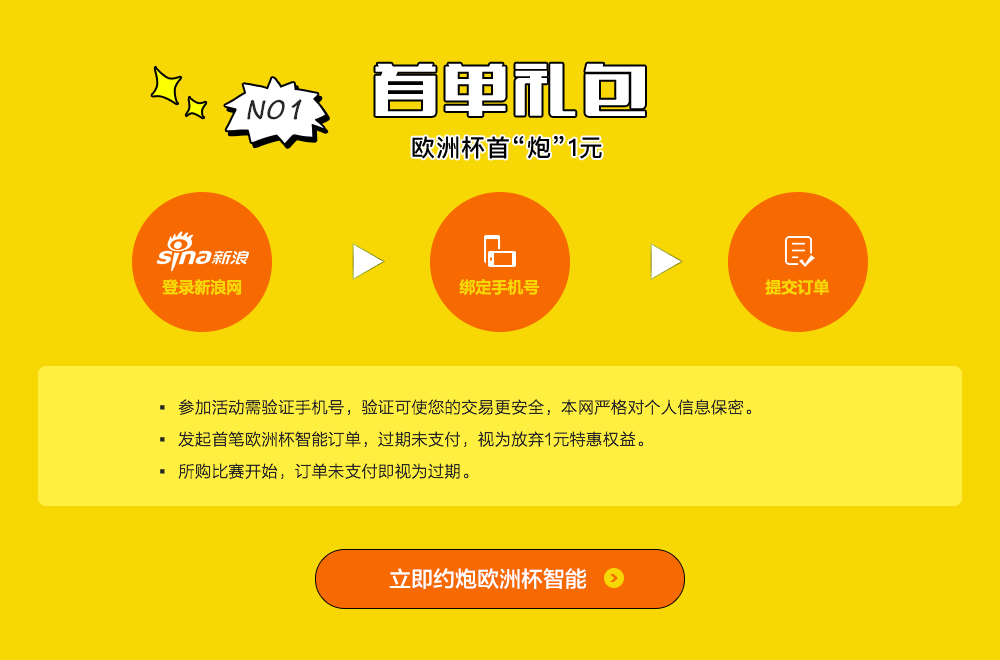 NO1
首单礼包
欧洲杯首“炮”1元
sina新浪
登录新浪网
绑定手机号
提交订单
▪ 参加活动需验证手机号，验证可使您的交易更安全，本网严格对个人信息保密。
▪ 发起首笔欧洲杯智能订单，过期未支付，视为放弃1元特惠权益。
▪ 所购比赛开始，订单未支付即视为过期。
立即约炮欧洲杯智能